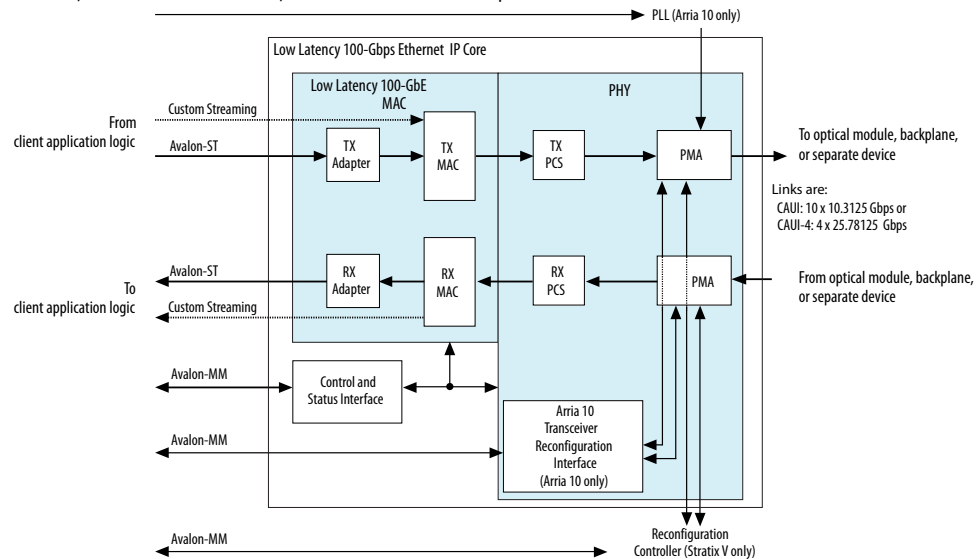 PLL (Arria 10 only)
Low Latency 100-Gbps Ethernet IP Core
Low Latency 100-GbE
MAC
PHY
Custom Streaming
From
client application logic
Avalon-ST
TX
Adapter
TX
MAC
TX
PCS
PMA
To optical module, backplane,
or separate device
Links are:
CAUI: 10 x 10.3125 Gbps or
CAUI-4: 4 x 25.78125 Gbps
Avalon-ST
To
client application logic
Custom Streaming
RX
Adapter
RX
MAC
RX
PCS
PMA
From optical module, backplane,
or separate device
Avalon-MM
Control and
Status Interface
Avalon-MM
Arria 10
Transceiver
Reconfiguration
Interface
(Arria 10 only)
Avalon-MM
Reconfiguration
Controller (Stratix V only)